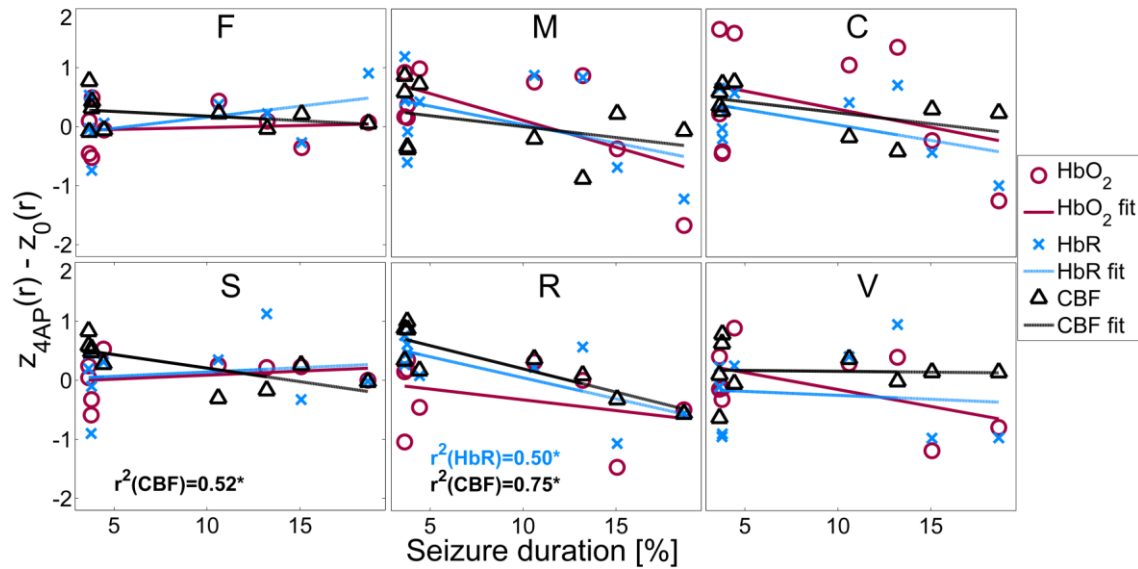 F
M
C
2
1
0
-1
-2
S
R
V
2
1
0
-1
-2
r²(CBF)=0.52*
r²(HbR)=0.50*
r²(CBF)=0.75*
5 10 15
5 10 15
5 10 15
z₄AP(r) - z₀(r)
Seizure duration [%]
HbO₂
HbO₂ fit
HbR
HbR fit
CBF
CBF fit